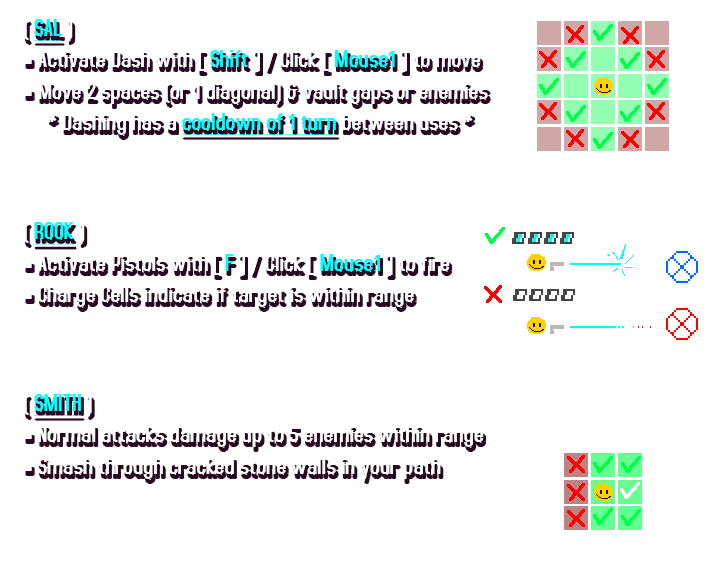 [ SAL ]
- Activate Dash with [ Shift ] / Click [ Mouse1 ] to move
- Move 2 spaces (or 1 diagonal) & vault gaps or enemies
* Dashing has a cooldown of 1 turn between uses *
[ ROOK ]
- Activate Pistols with [ F ] / Click [ Mouse1 ] to fire
- Charge Cells indicate if target is within range
[ SMITH ]
- Normal attacks damage up to 5 enemies within range
- Smash through cracked stone walls in your path